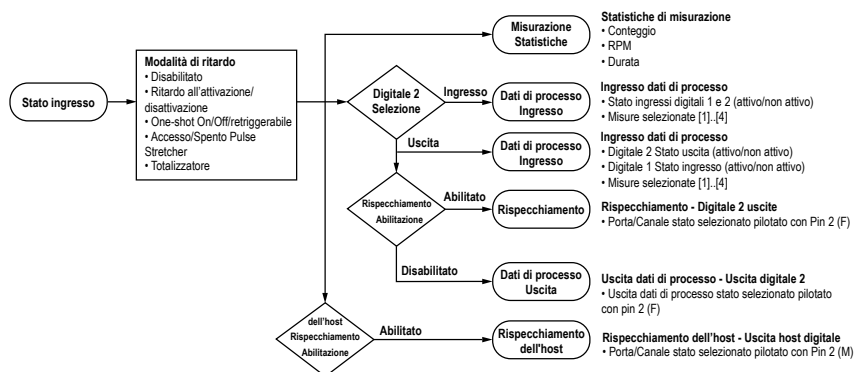 Stato ingresso
Modalità di ritardo
• Disabilitato
• Ritardo all'attivazione/
disattivazione
• One-shot On/Off/retriggerabile
• Accesso/Spento Pulse
Stretcher
• Totalizzatore
Digitale 2
Selezione
Ingresso
Uscita
Misurazione
Statistiche
Statistiche di misurazione
• Conteggio
• RPM
• Durata
Dati di processo
Ingresso
Ingresso dati di processo
• Stato ingressi digitali 1 e 2 (attivo/non attivo)
• Misure selezionate [1]..[4]
Dati di processo
Ingresso
Ingresso dati di processo
• Digitale 2 Stato uscita (attivo/non attivo)
• Digitale 1 Stato ingresso (attivo/non attivo)
• Misure selezionate [1]..[4]
Rispecchiamento
Abilitazione
Abilitato
Rispecchiamento
Rispecchiamento - Digitale 2 uscite
• Porta/Canale stato selezionato pilotato con Pin 2 (F)
Disabilitato
Dati di processo
Uscita
Uscita dati di processo - Uscita digitale 2
• Uscita dati di processo stato selezionato pilotato
con pin 2 (F)
dell'host
Rispecchiamento
Abilitazione
Abilitato
Rispecchiamento
dell'host
Rispecchiamento dell'host - Uscita host digitale
• Porta/Canale stato selezionato pilotato con Pin 2 (M)